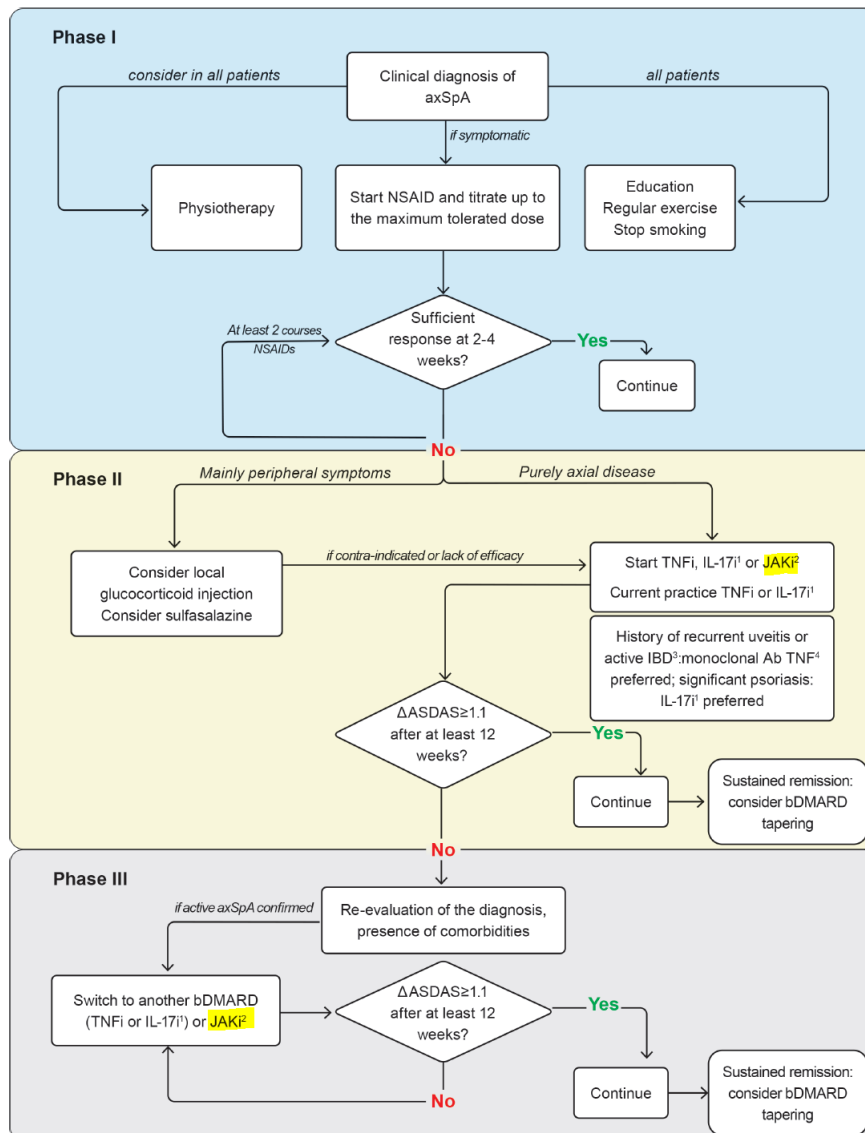 Phase I
consider in all patients
Clinical diagnosis of
axSpA
all patients
if symptomatic
Physiotherapy
Start NSAID and titrate up to
the maximum tolerated dose
Education
Regular exercise
Stop smoking
At least 2 courses
NSAIDs
Sufficient
response at 2-4
weeks?
Yes
Continue
No
Phase II
Mainly peripheral symptoms
Purely axial disease
Consider local
glucocorticoid injection
Consider sulfasalazine
if contra-indicated or lack of efficacy
Start TNFi, IL-17i¹ or JAKi²
Current practice TNFi or IL-17i¹
History of recurrent uveitis or
active IBD³:monoclonal Ab TNF⁴
preferred; significant psoriasis:
IL-17i¹ preferred
ΔASDAS≥1.1
after at least 12
weeks?
Yes
Continue
Sustained remission:
consider bDMARD
tapering
No
Phase III
if active axSpA confirmed
Re-evaluation of the diagnosis,
presence of comorbidities
Switch to another bDMARD
(TNFi or IL-17i¹) or JAKi²
ΔASDAS≥1.1
after at least 12
weeks?
Yes
No
Continue
Sustained remission:
consider bDMARD
tapering